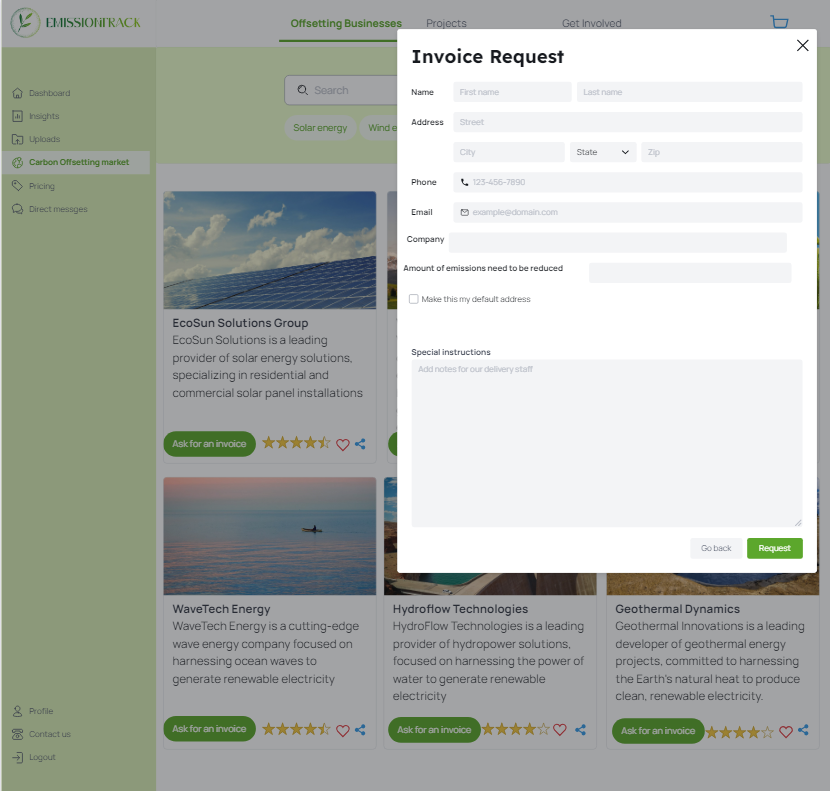 EMISSIONTRACK
Offsetting Businesses
Projects
Get Involved
Dashboard
Insights
Uploads
Carbon Offsetting market
Pricing
Direct messges
Profile
Contact us
Logout
Search
Solar energy
Wind e
EcoSun Solutions Group
EcoSun Solutions is a leading
provider of solar energy solutions,
specializing in residential and
commercial solar panel installations
Ask for an invoice
WaveTech Energy
WaveTech Energy is a cutting-edge
wave energy company focused on
harnessing ocean waves to
generate renewable electricity
Ask for an invoice
Hydroflow Technologies
HydroFlow Technologies is a leading
provider of hydropower solutions,
focused on harnessing the power of
water to generate renewable
electricity
Ask for an invoice
Geothermal Dynamics
Geothermal Innovations is a leading
developer of geothermal energy
projects, committed to harnessing
the Earth's natural heat to produce
clean, renewable electricity.
Ask for an invoice
Invoice Request
Name First name Last name
Address Street
City State Zip
Phone 123-456-7890
Email example@domain.com
Company
Amount of emissions need to be reduced
Make this my default address
Special instructions
Add notes for our delivery staff
Go back Request